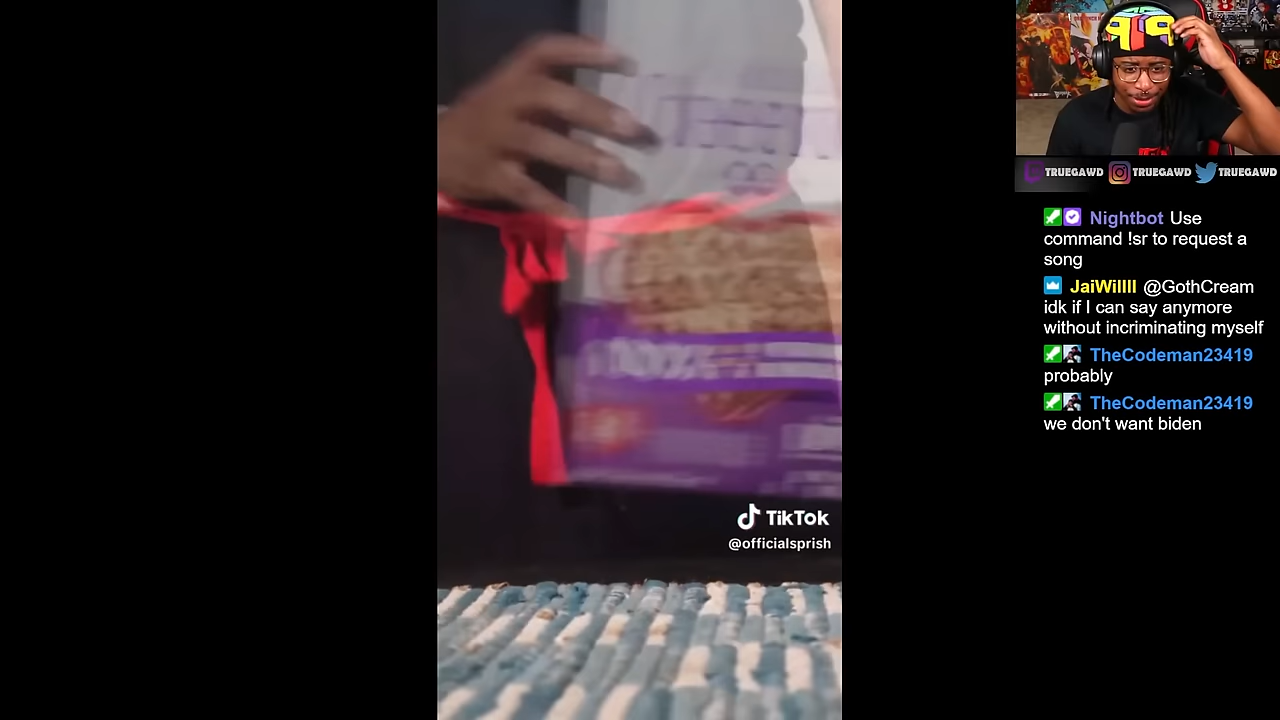 TikTok
@officialsprish
TRUEGAWD TRUEGAWD TRUEGAWD
Nightbot Use
command !sr to request a
song
JaiWillll @GothCream
idk if I can say anymore
without incriminating myself
TheCodeman23419
probably
TheCodeman23419
we don't want biden